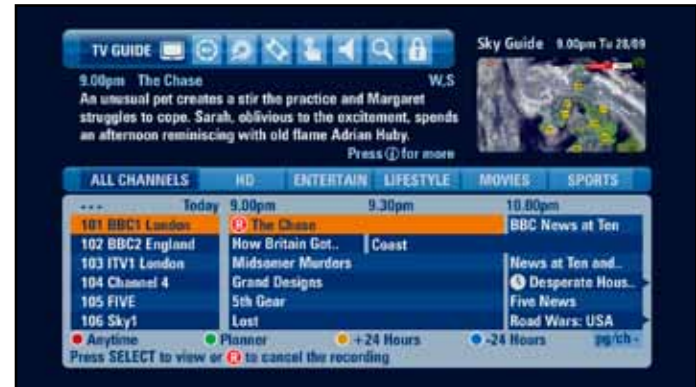 TV GUIDE
Sky Guide 9.00pm Tu 28/09
9.00pm The Chase W,S
An unusual pet creates a stir the practice and Margaret
struggles to cope. Sarah, oblivious to the excitement, spends
an afternoon reminiscing with old flame Adrian Huby.
Press i for more
ALL CHANNELS HD ENTERTAIN LIFESTYLE MOVIES SPORTS
--- Today 9.00pm 9.30pm 10.00pm
101 BBC1 London R The Chase BBC News at Ten
102 BBC2 England How Britain Got.. Coast
103 ITV1 London Midsomer Murders News at Ten and..
104 Channel 4 Grand Designs Desperate Hous..
105 FIVE 5th Gear Five News
106 Sky1 Lost Road Wars: USA
Anytime Planner +24 Hours -24 Hours pg/ch -
Press SELECT to view or R to cancel the recording